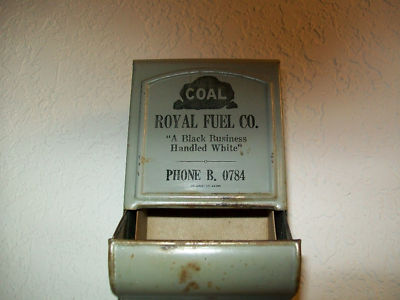 COAL
ROYAL FUEL CO.
"A Black Business
Handled White"
PHONE B. 0784